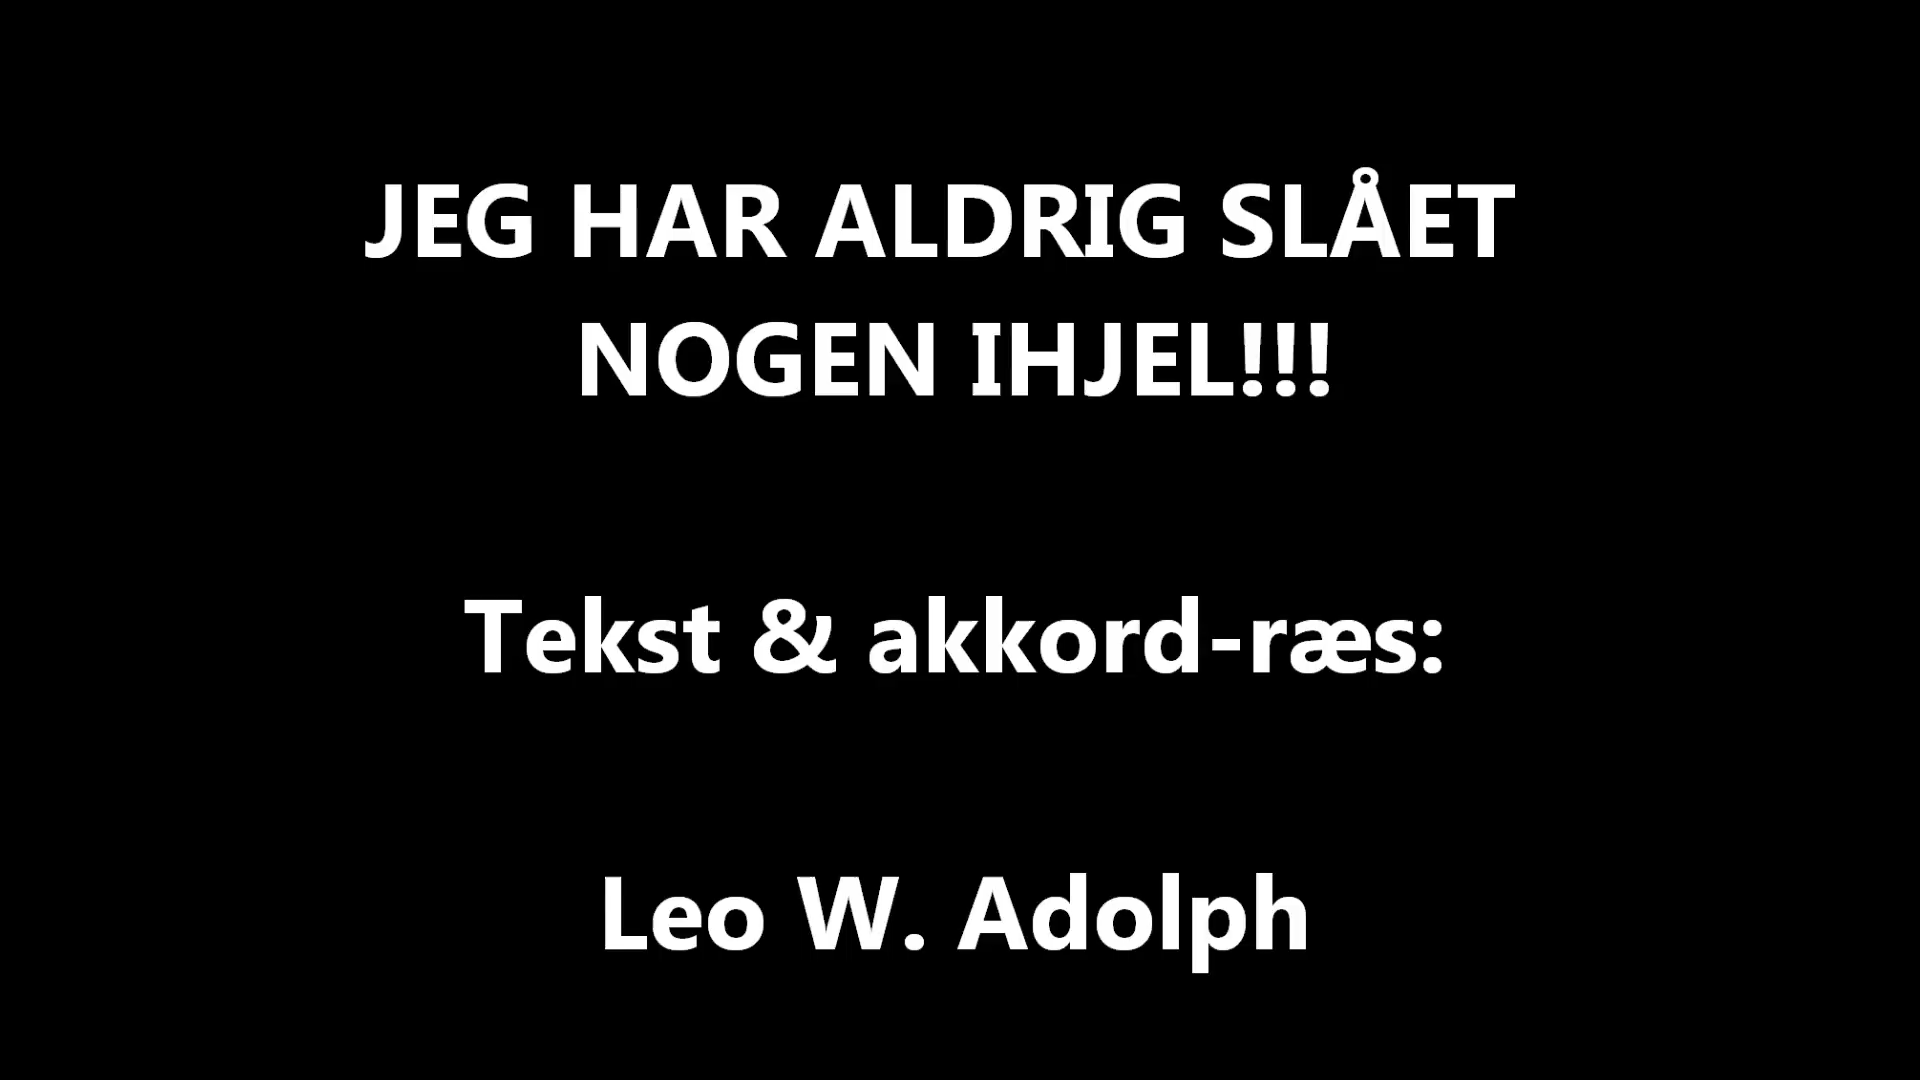 JEG HAR ALDRIG SLÅET
NOGEN IHJEL!!!
Tekst & akkord-ræs:
Leo W. Adolph